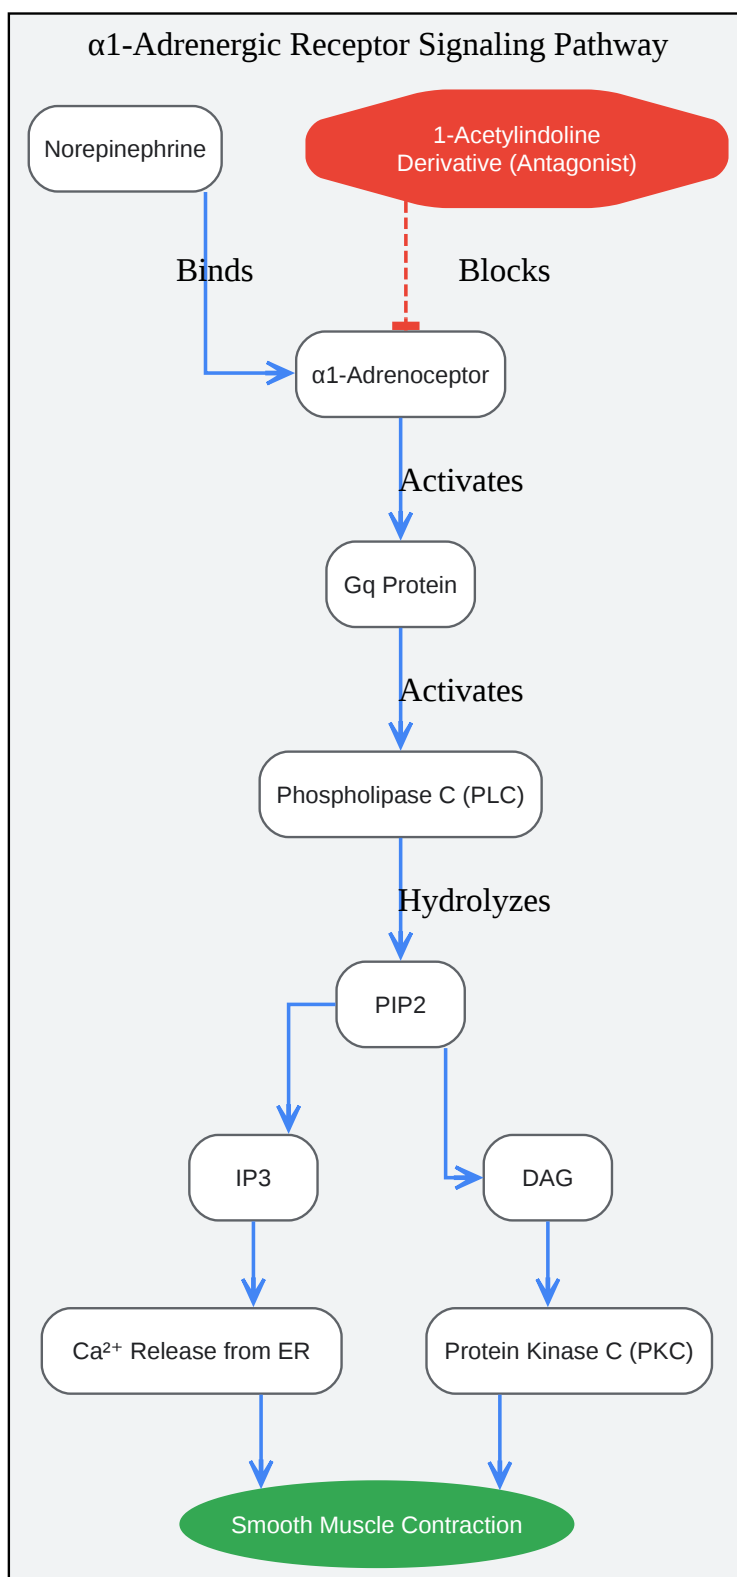 α1-Adrenergic Receptor Signaling Pathway
Norepinephrine
1-Acetylindoline
Derivative (Antagonist)
Binds
Blocks
α1-Adrenoceptor
Activates
Gq Protein
Activates
Phospholipase C (PLC)
Hydrolyzes
PIP2
IP3
DAG
Ca²⁺ Release from ER
Protein Kinase C (PKC)
Smooth Muscle Contraction